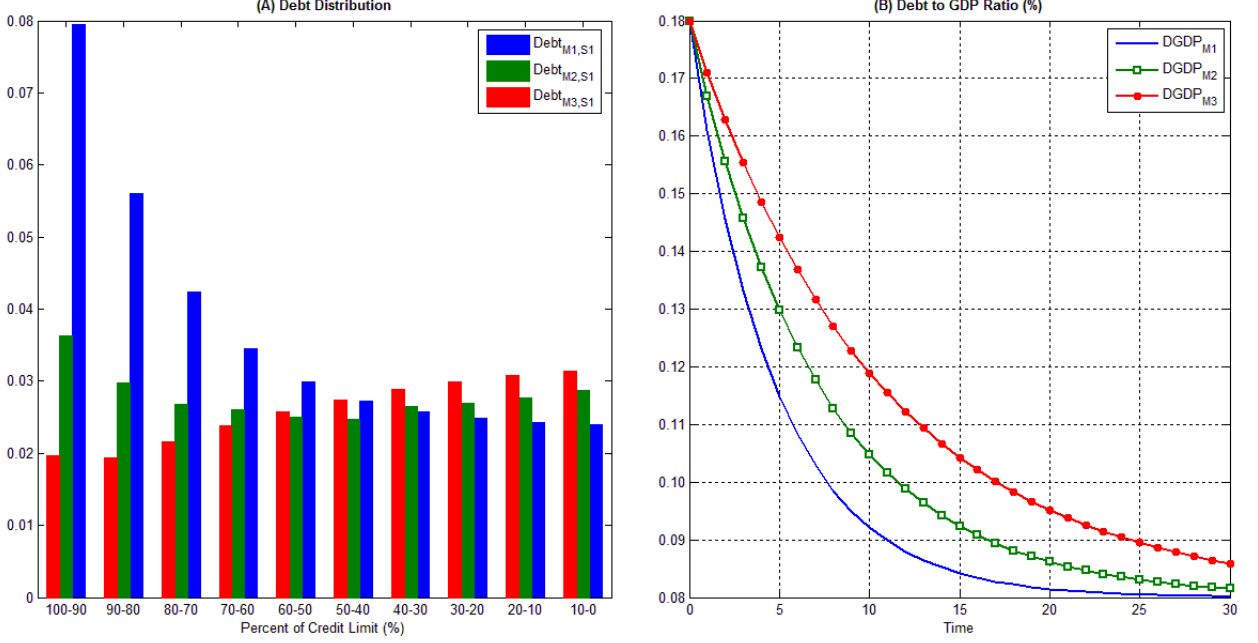 (A) Debt Distribution
0.08
0.07
0.06
0.05
0.04
0.03
0.02
0.01
0
Debt M1,S1
Debt M2,S1
Debt M3,S1
100-90 90-80 80-70 70-60 60-50 50-40 40-30 30-20 20-10 10-0
Percent of Credit Limit (%)
(B) Debt to GDP Ratio (%)
0.18
0.17
0.16
0.15
0.14
0.13
0.12
0.11
0.10
0.09
0.08
DGDP M1
DGDP M2
DGDP M3
0 5 10 15 20 25 30
Time